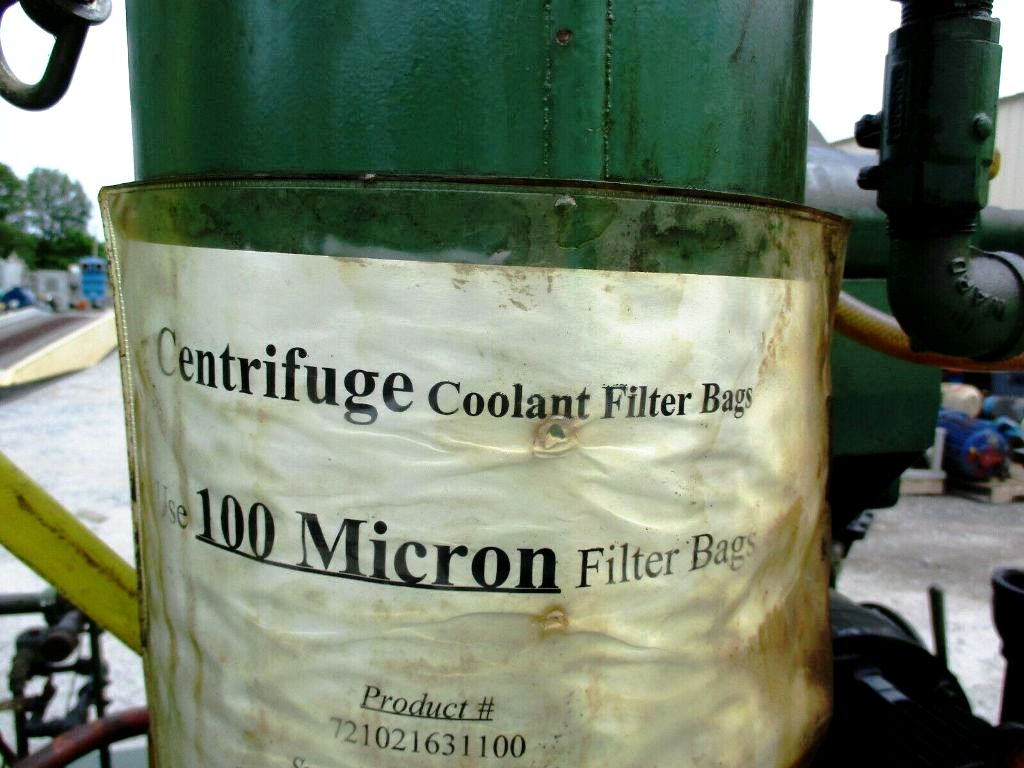 Centrifuge Coolant Filter Bags
Use 100 Micron Filter Bags
Product #
721021631100